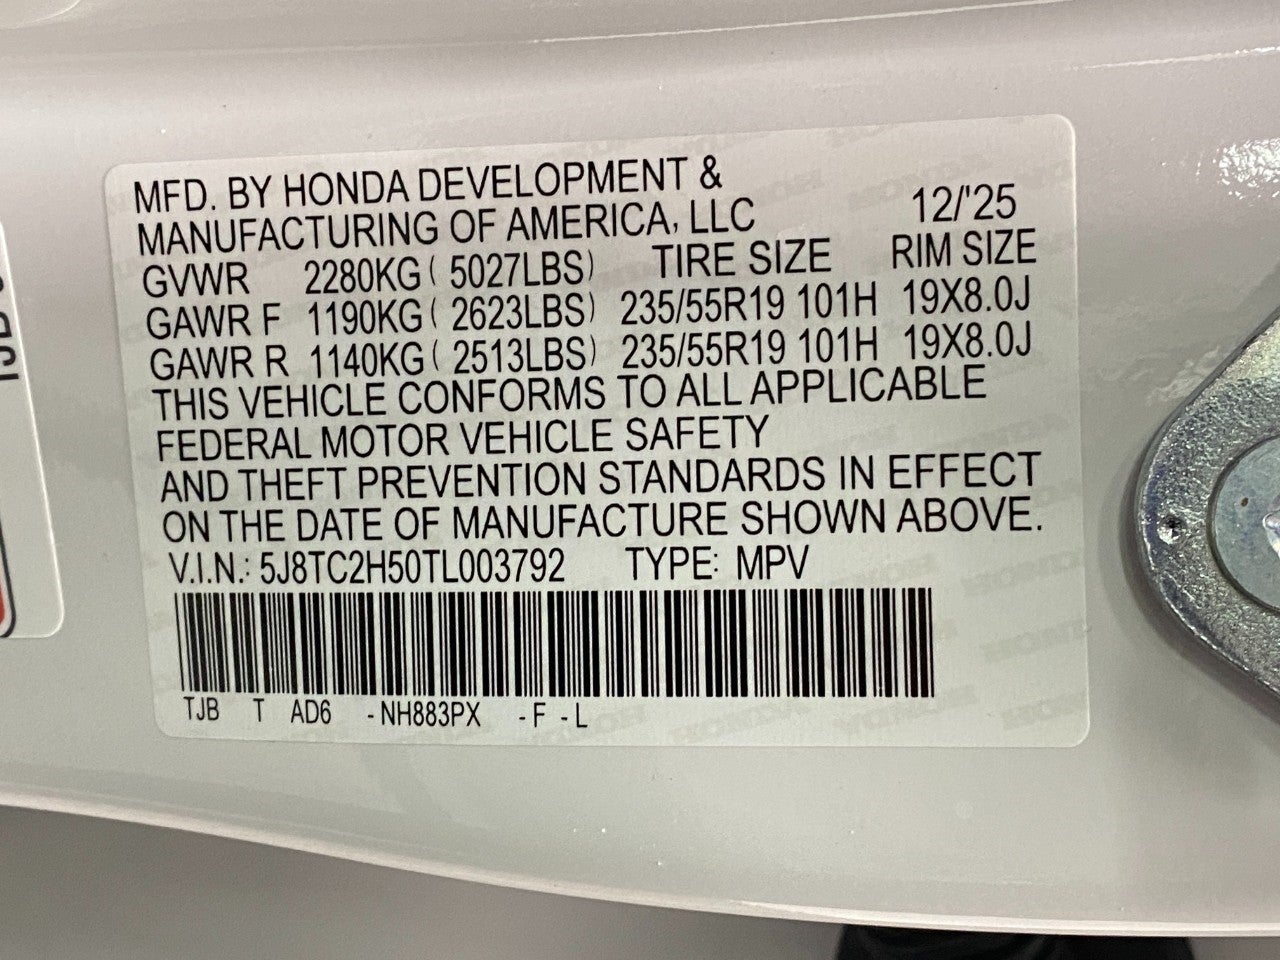 MFD. BY HONDA DEVELOPMENT &
MANUFACTURING OF AMERICA, LLC 12/'25
GVWR 2280KG ( 5027LBS) TIRE SIZE RIM SIZE
GAWR F 1190KG ( 2623LBS) 235/55R19 101H 19X8.0J
GAWR R 1140KG ( 2513LBS) 235/55R19 101H 19X8.0J
THIS VEHICLE CONFORMS TO ALL APPLICABLE
FEDERAL MOTOR VEHICLE SAFETY
AND THEFT PREVENTION STANDARDS IN EFFECT
ON THE DATE OF MANUFACTURE SHOWN ABOVE.
V.I.N.: 5J8TC2H50TL003792 TYPE: MPV
TJB T AD6 -NH883PX -F -L